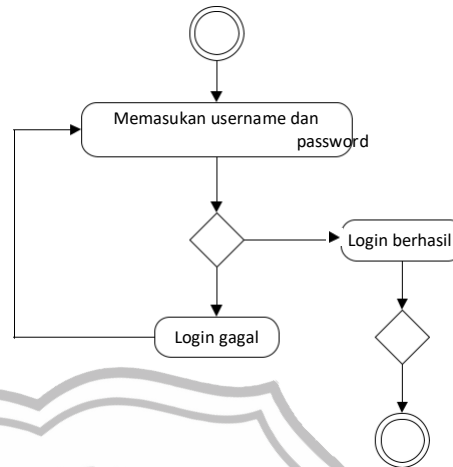 Memasukan username dan
password
Login berhasil
Login gagal